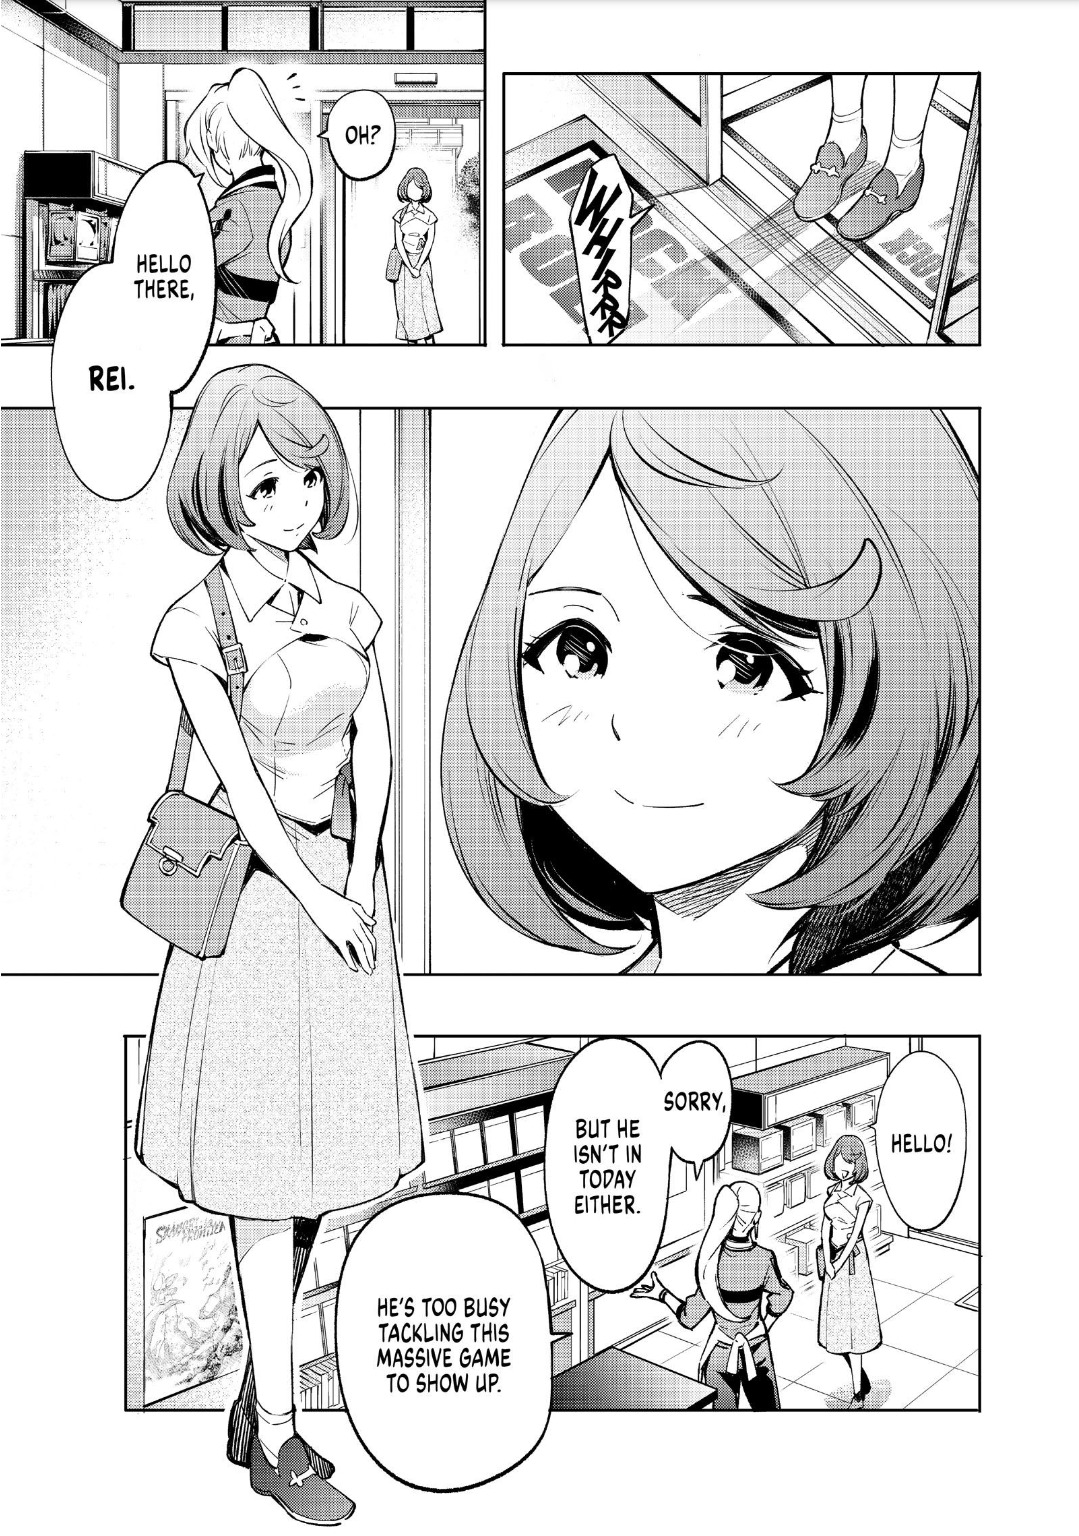 WHIRRR
ROCK
OH?
HELLO
THERE,
REI.
HELLO!
SORRY,
BUT HE
ISN'T IN
TODAY
EITHER.
HE'S TOO BUSY
TACKLING THIS
MASSIVE GAME
TO SHOW UP.